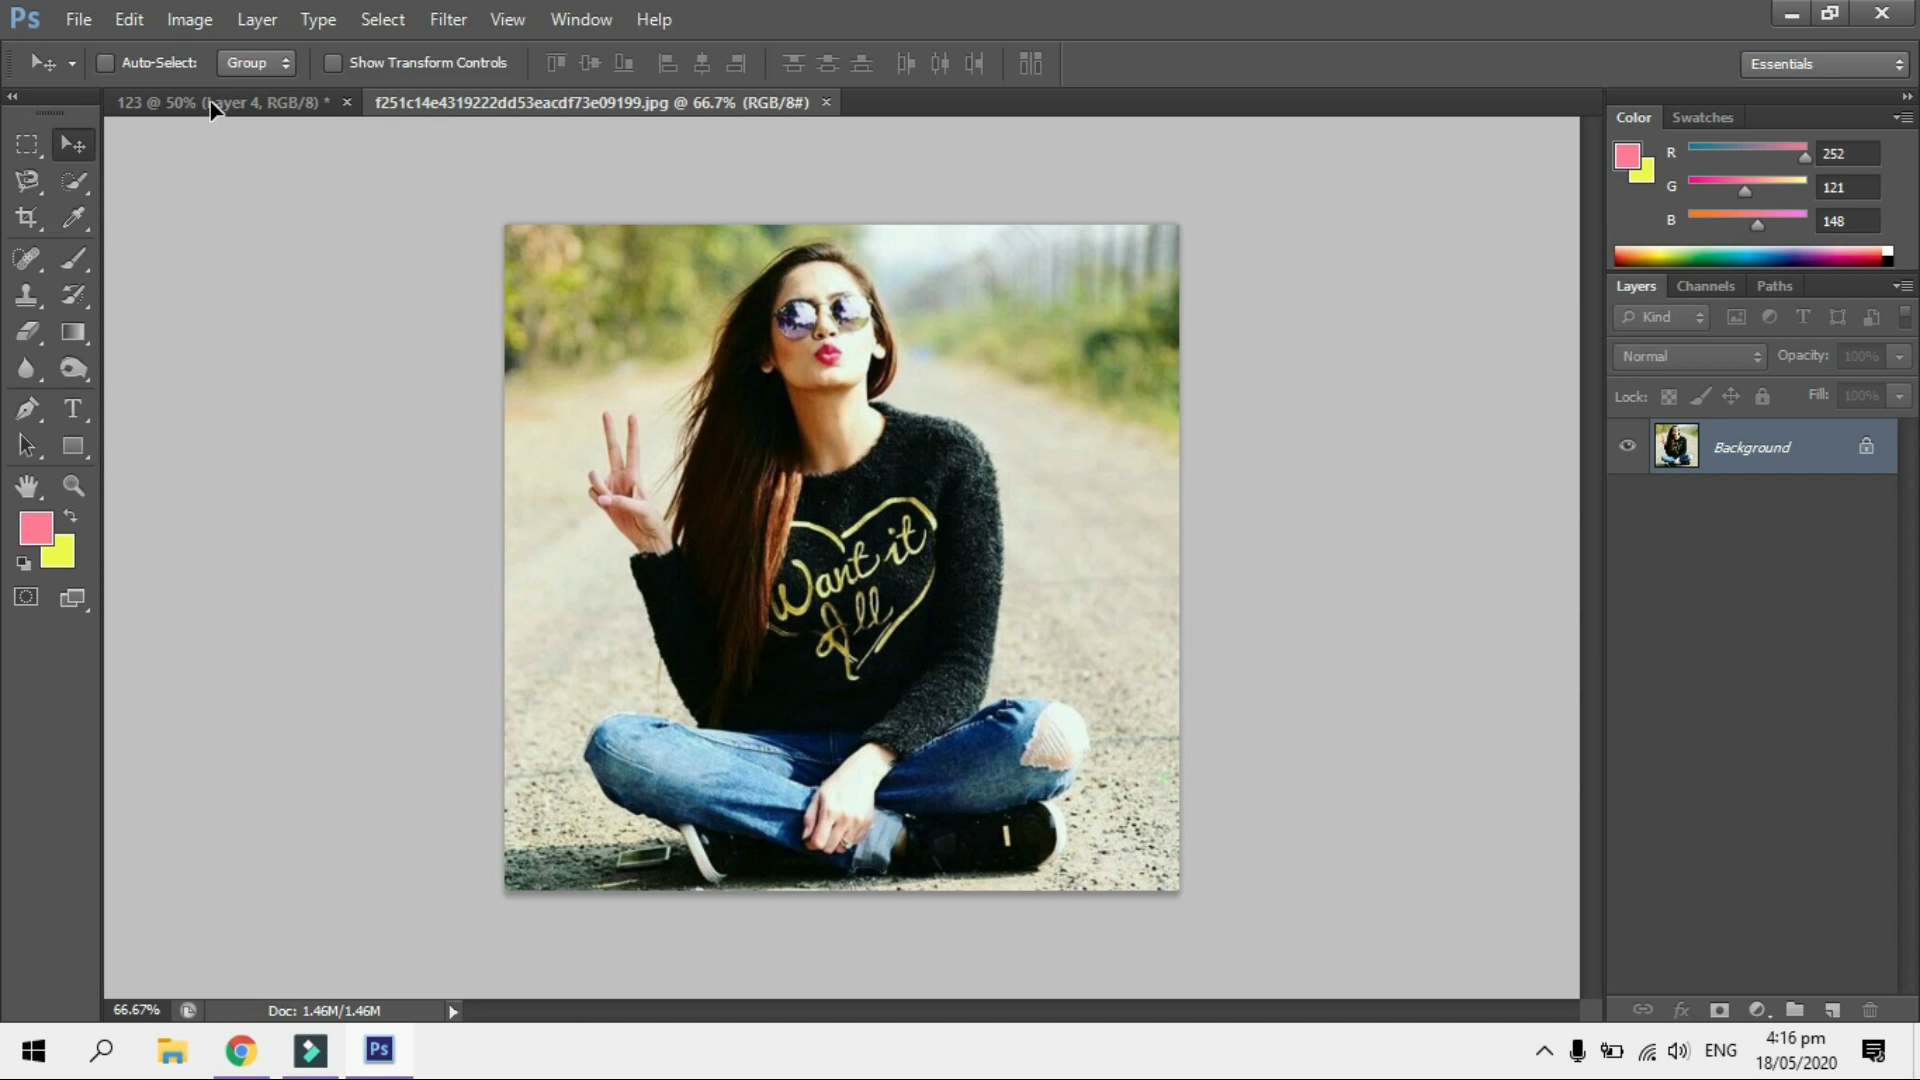 Ps File Edit Image Layer Type Select Filter View Window Help
Auto-Select: Group Show Transform Controls Essentials
123 @ 50% (Layer 4, RGB/8) * × f251c14e4319222dd53eacdf73e09199.jpg @ 66.7% (RGB/8#) ×
Color Swatches
R 252
G 121
B 148
Layers Channels Paths
Kind
Normal Opacity: 100%
Lock: Fill: 100%
Background
Want it
All
66.67% Doc: 1.46M/1.46M
Ps
ENG
4:16 pm
18/05/2020